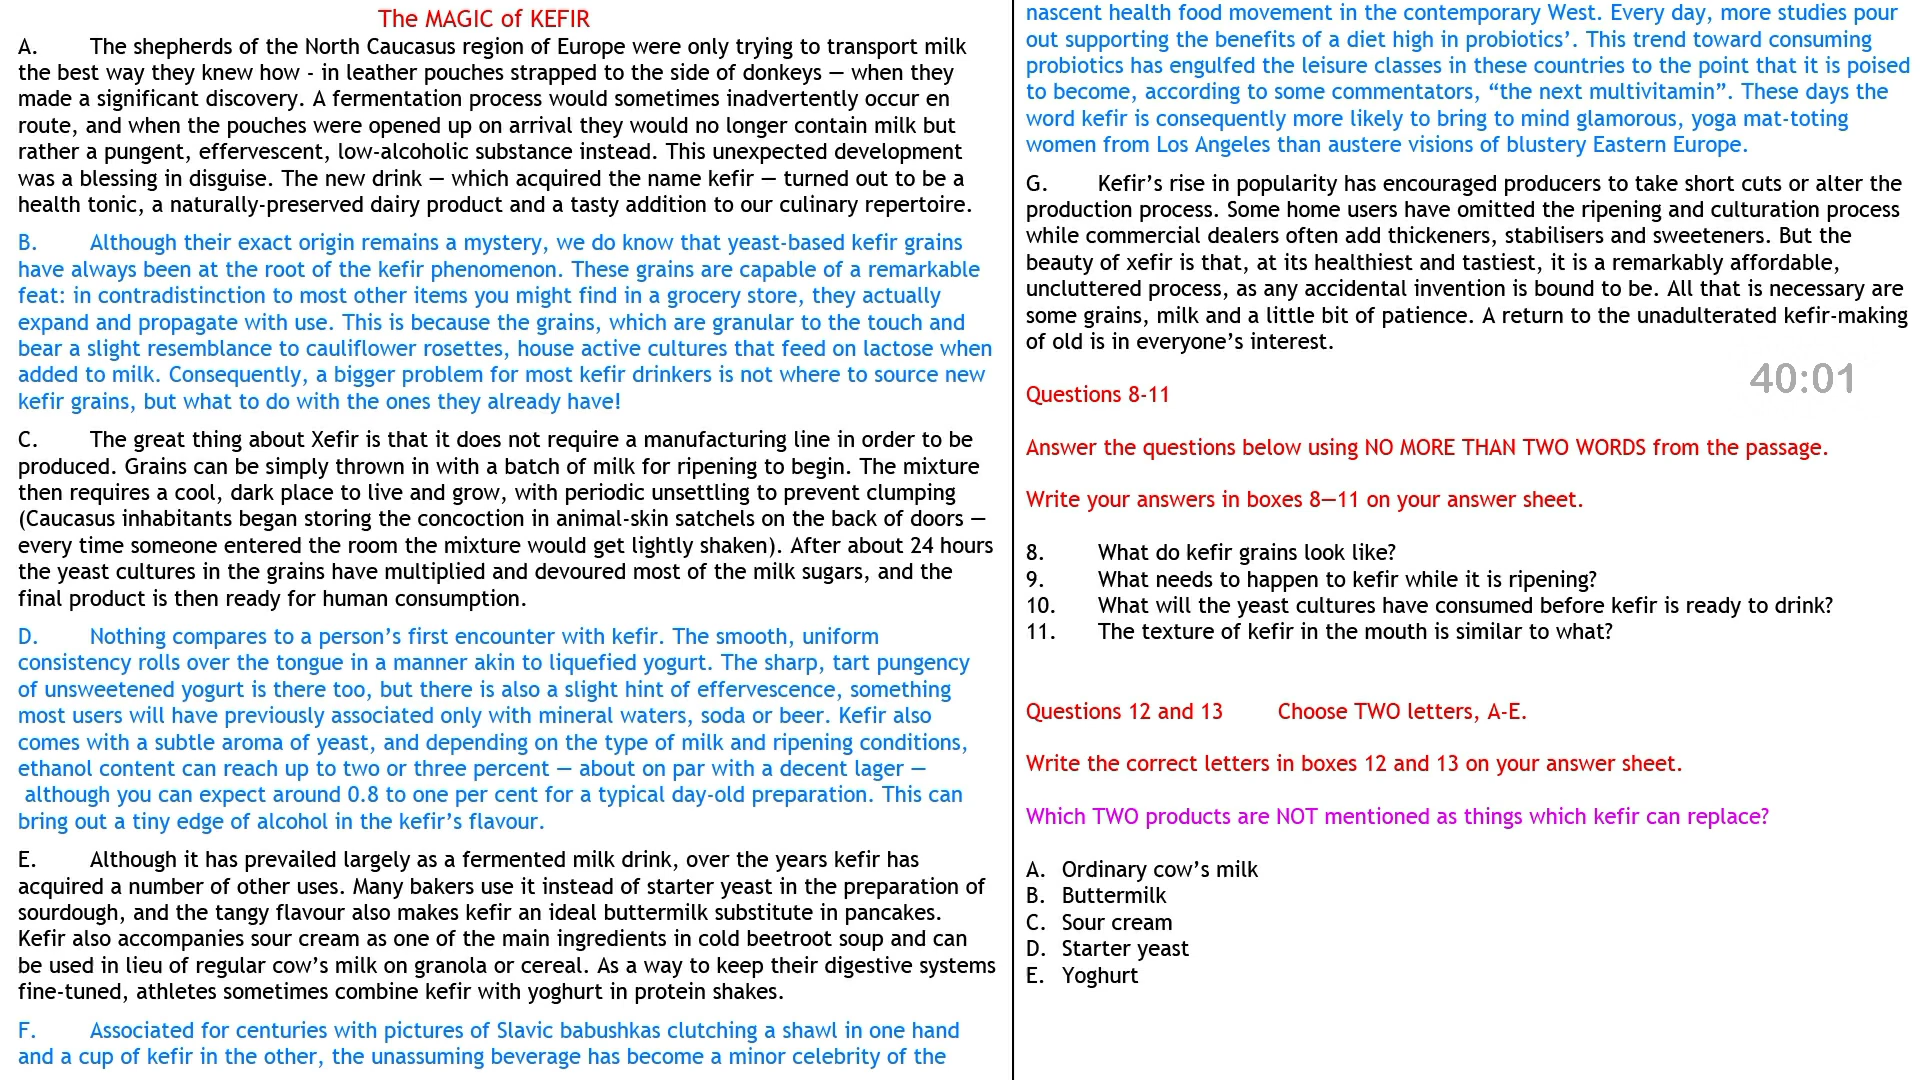 The MAGIC of KEFIR
A. The shepherds of the North Caucasus region of Europe were only trying to transport milk
the best way they knew how - in leather pouches strapped to the side of donkeys — when they
made a significant discovery. A fermentation process would sometimes inadvertently occur en
route, and when the pouches were opened up on arrival they would no longer contain milk but
rather a pungent, effervescent, low-alcoholic substance instead. This unexpected development
was a blessing in disguise. The new drink — which acquired the name kefir — turned out to be a
health tonic, a naturally-preserved dairy product and a tasty addition to our culinary repertoire.
B. Although their exact origin remains a mystery, we do know that yeast-based kefir grains
have always been at the root of the kefir phenomenon. These grains are capable of a remarkable
feat: in contradistinction to most other items you might find in a grocery store, they actually
expand and propagate with use. This is because the grains, which are granular to the touch and
bear a slight resemblance to cauliflower rosettes, house active cultures that feed on lactose when
added to milk. Consequently, a bigger problem for most kefir drinkers is not where to source new
kefir grains, but what to do with the ones they already have!
C. The great thing about Xefir is that it does not require a manufacturing line in order to be
produced. Grains can be simply thrown in with a batch of milk for ripening to begin. The mixture
then requires a cool, dark place to live and grow, with periodic unsettling to prevent clumping
(Caucasus inhabitants began storing the concoction in animal-skin satchels on the back of doors —
every time someone entered the room the mixture would get lightly shaken). After about 24 hours
the yeast cultures in the grains have multiplied and devoured most of the milk sugars, and the
final product is then ready for human consumption.
D. Nothing compares to a person's first encounter with kefir. The smooth, uniform
consistency rolls over the tongue in a manner akin to liquefied yogurt. The sharp, tart pungency
of unsweetened yogurt is there too, but there is also a slight hint of effervescence, something
most users will have previously associated only with mineral waters, soda or beer. Kefir also
comes with a subtle aroma of yeast, and depending on the type of milk and ripening conditions,
ethanol content can reach up to two or three percent — about on par with a decent lager —
although you can expect around 0.8 to one per cent for a typical day-old preparation. This can
bring out a tiny edge of alcohol in the kefir's flavour.
E. Although it has prevailed largely as a fermented milk drink, over the years kefir has
acquired a number of other uses. Many bakers use it instead of starter yeast in the preparation of
sourdough, and the tangy flavour also makes kefir an ideal buttermilk substitute in pancakes.
Kefir also accompanies sour cream as one of the main ingredients in cold beetroot soup and can
be used in lieu of regular cow's milk on granola or cereal. As a way to keep their digestive systems
fine-tuned, athletes sometimes combine kefir with yoghurt in protein shakes.
F. Associated for centuries with pictures of Slavic babushkas clutching a shawl in one hand
and a cup of kefir in the other, the unassuming beverage has become a minor celebrity of the
nascent health food movement in the contemporary West. Every day, more studies pour
out supporting the benefits of a diet high in probiotics'. This trend toward consuming
probiotics has engulfed the leisure classes in these countries to the point that it is poised
to become, according to some commentators, “the next multivitamin”. These days the
word kefir is consequently more likely to bring to mind glamorous, yoga mat-toting
women from Los Angeles than austere visions of blustery Eastern Europe.
G. Kefir's rise in popularity has encouraged producers to take short cuts or alter the
production process. Some home users have omitted the ripening and culturation process
while commercial dealers often add thickeners, stabilisers and sweeteners. But the
beauty of xefir is that, at its healthiest and tastiest, it is a remarkably affordable,
uncluttered process, as any accidental invention is bound to be. All that is necessary are
some grains, milk and a little bit of patience. A return to the unadulterated kefir-making
of old is in everyone's interest.
40:01
Questions 8-11
Answer the questions below using NO MORE THAN TWO WORDS from the passage.
Write your answers in boxes 8—11 on your answer sheet.
8. What do kefir grains look like?
9. What needs to happen to kefir while it is ripening?
10. What will the yeast cultures have consumed before kefir is ready to drink?
11. The texture of kefir in the mouth is similar to what?
Questions 12 and 13 Choose TWO letters, A-E.
Write the correct letters in boxes 12 and 13 on your answer sheet.
Which TWO products are NOT mentioned as things which kefir can replace?
A. Ordinary cow's milk
B. Buttermilk
C. Sour cream
D. Starter yeast
E. Yoghurt